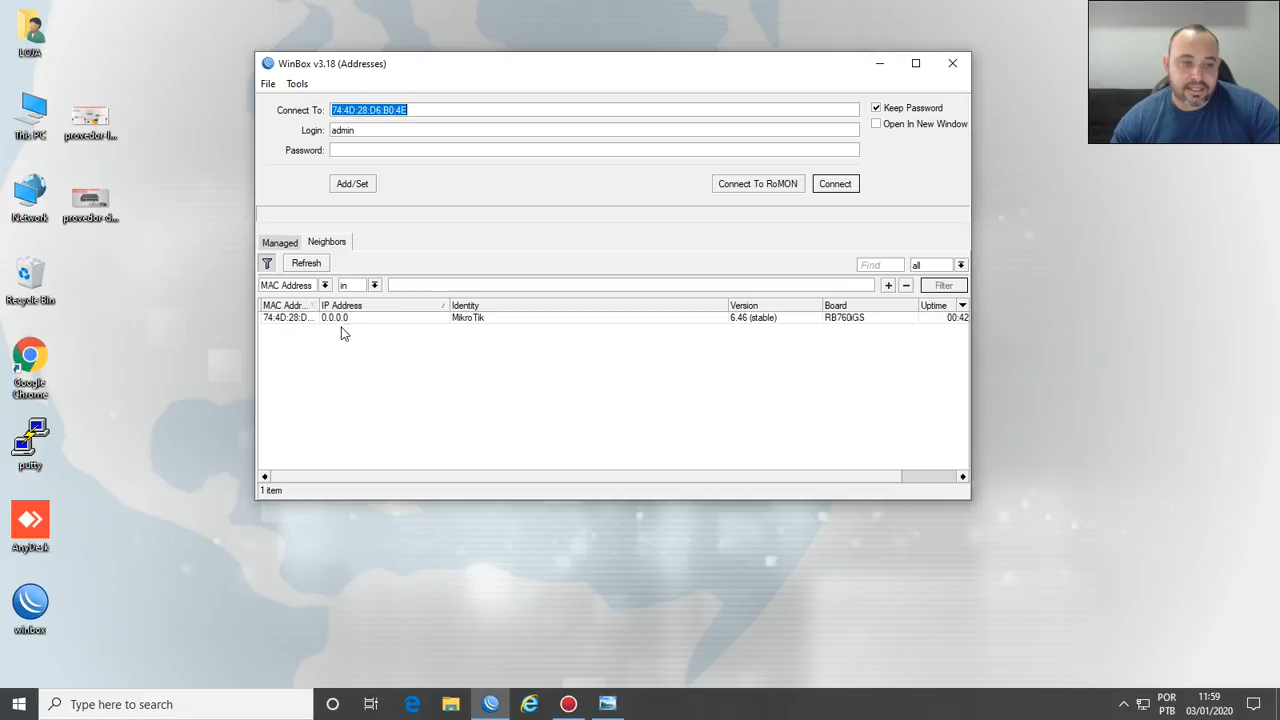 LOJA
This PC
provedor-l...
Network
provedor-d...
Recycle Bin
Google
Chrome
putty
AnyDesk
winbox
WinBox v3.18 (Addresses)
File Tools
Connect To: 74:4D:28:D6:B0:4E
Keep Password
Login: admin
Open In New Window
Password:
Add/Set Connect To RoMON Connect
Managed Neighbors
Refresh Find all
MAC Address in Filter
MAC Addr... IP Address Identity Version Board Uptime
74:4D:28:D... 0.0.0.0 MikroTik 6.46 (stable) RB760iGS 00:42
1 item
Type here to search
POR 11:59
PTB 03/01/2020